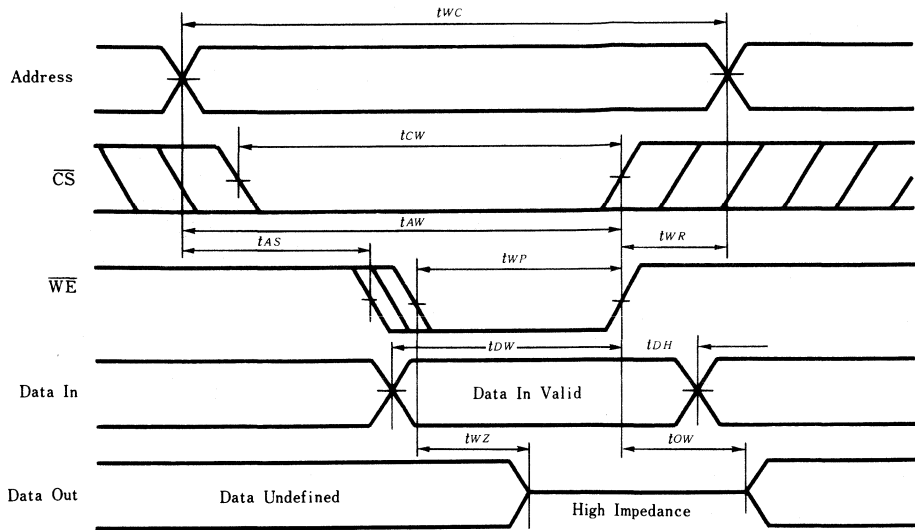 tWC
Address
tCW
CS
tAW
tAS
tWR
tWP
WE
tDW
tDH
Data In
Data In Valid
tWZ
tOW
Data Out
Data Undefined
High Impedance